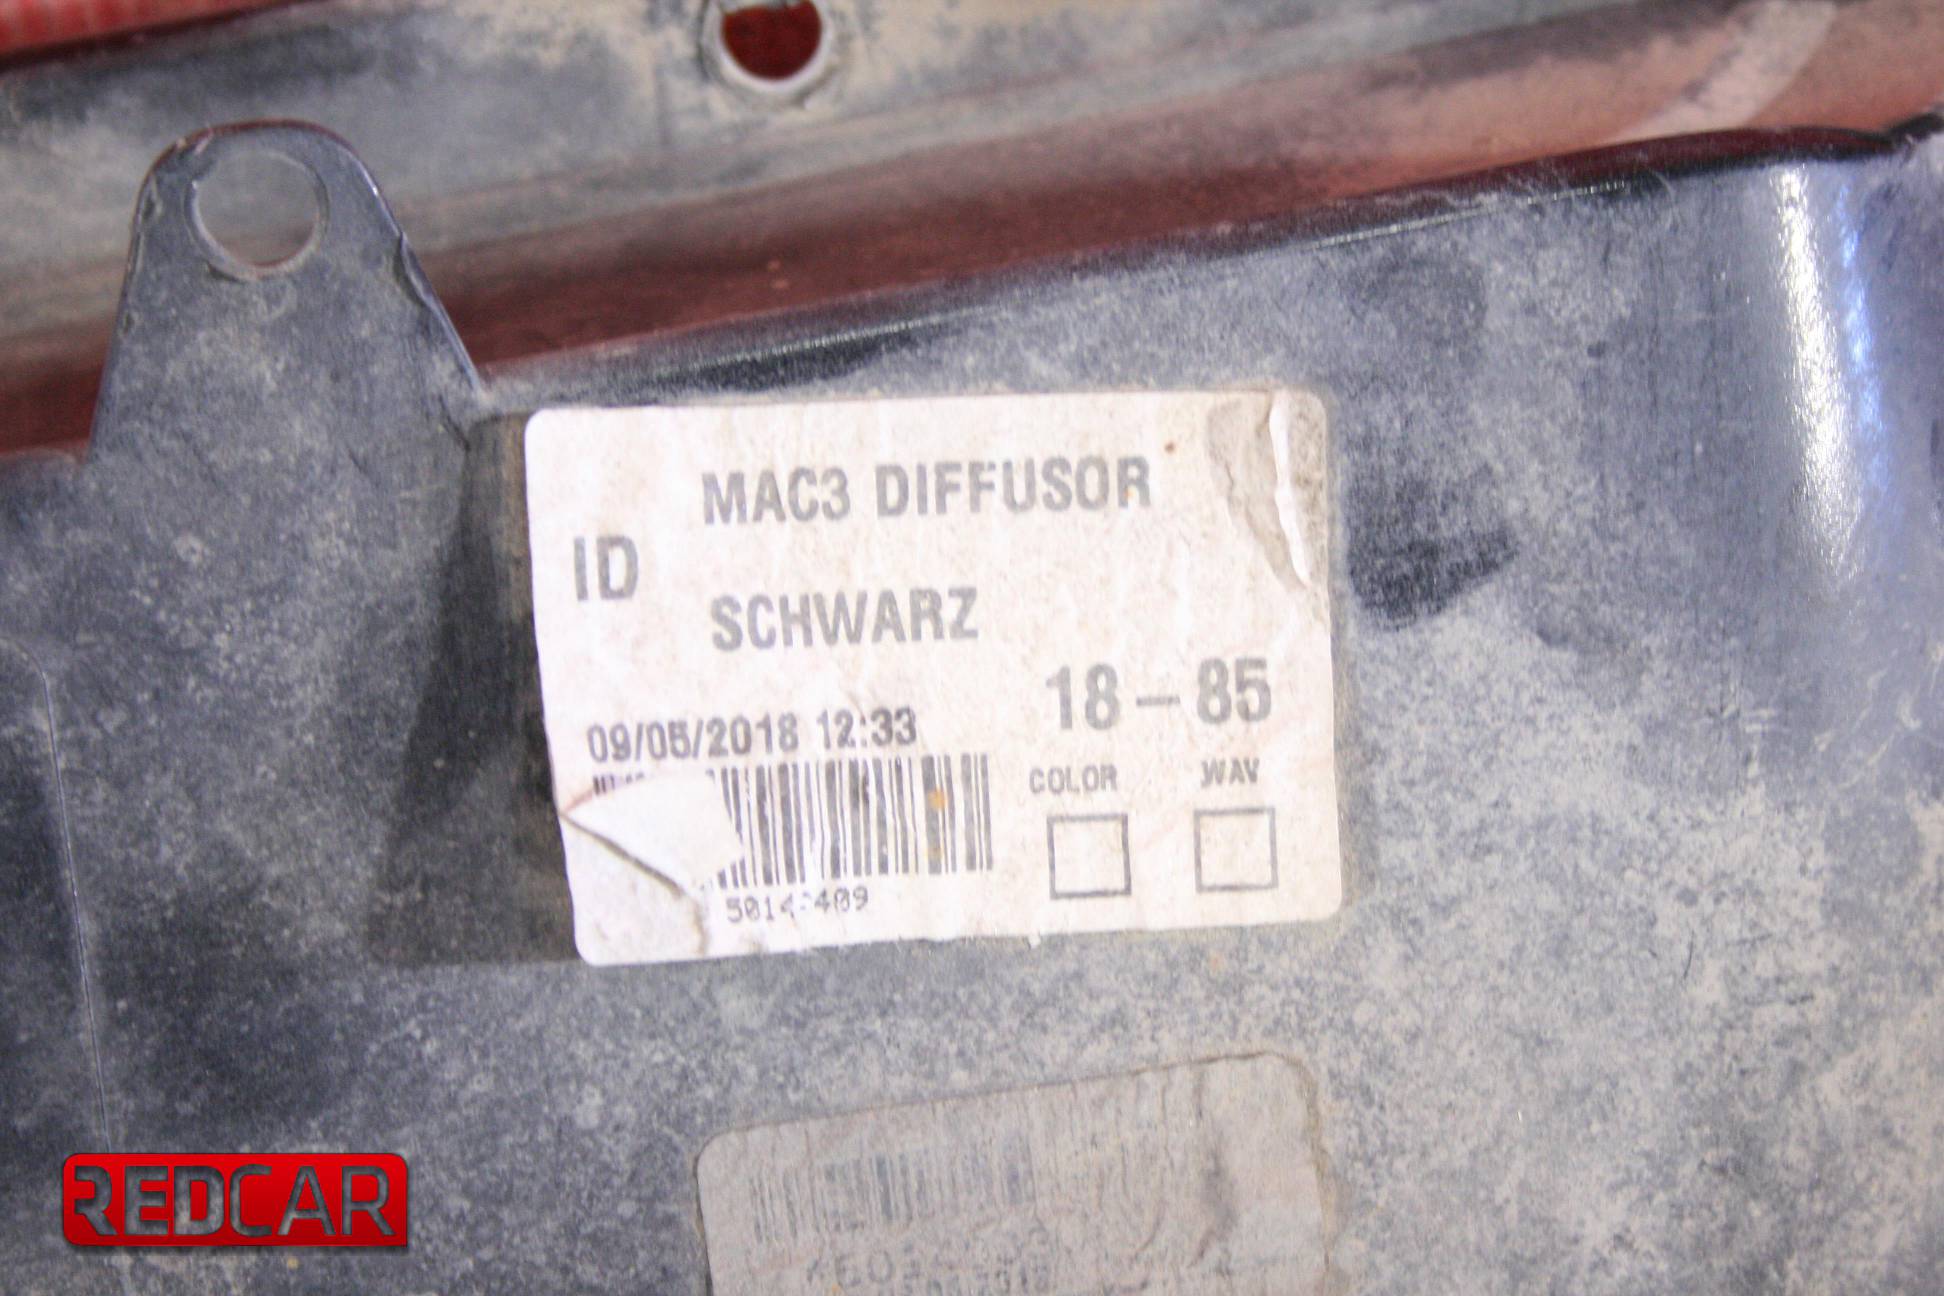 MAC3 DIFFUSOR
ID
SCHWARZ
18 - 85
09/05/2018 12:33
COLOR WAV
REDCAR